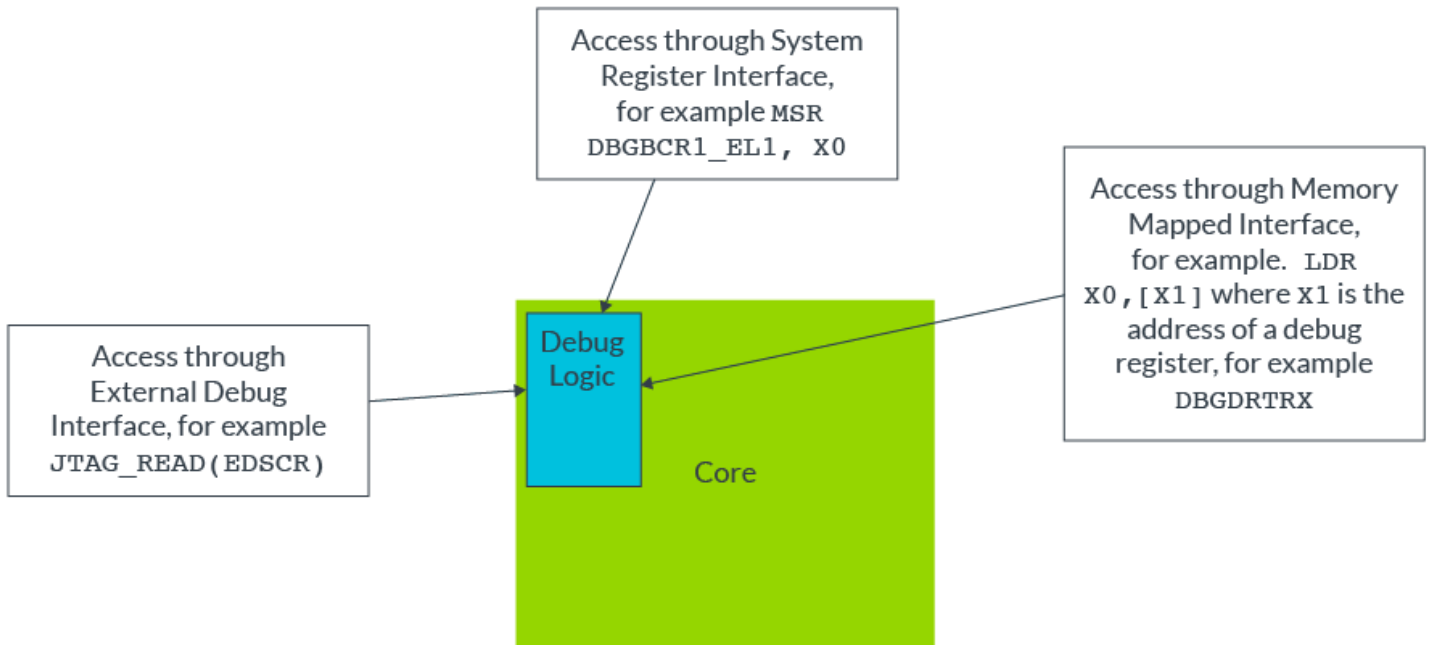 Access through System
Register Interface,
for example MSR
DBGBCR1_EL1, X0
Access through Memory
Mapped Interface,
for example. LDR
X0,[X1] where X1 is the
address of a debug
register, for example
DBGDRTRX
Access through
External Debug
Interface, for example
JTAG_READ(EDSCR)
Debug
Logic
Core